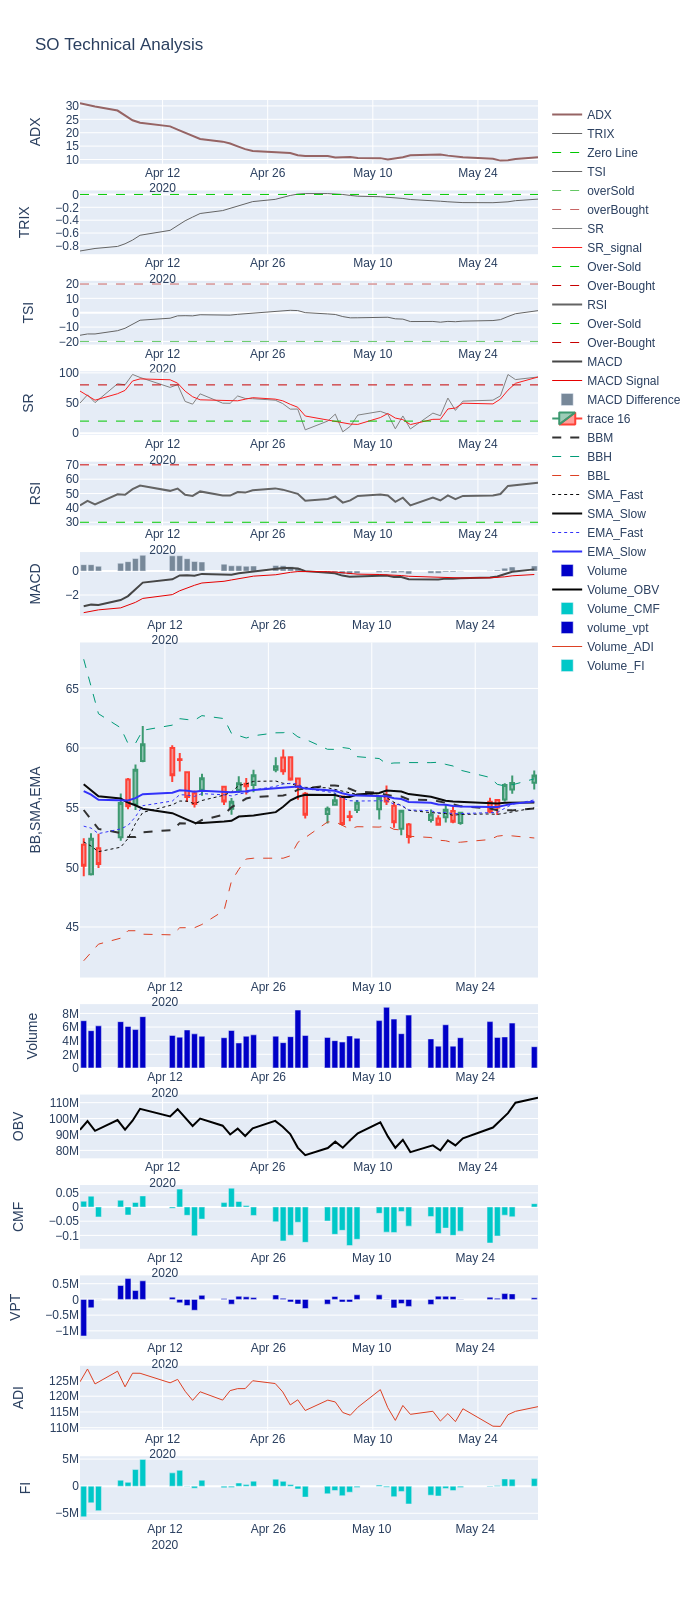 SO Technical Analysis
ADX
30
25
20
15
10
Apr 12
2020
Apr 26
May 10
May 24
TRIX
0
−0.2
−0.4
−0.6
−0.8
Apr 12
2020
Apr 26
May 10
May 24
TSI
20
10
0
−10
−20
Apr 12
2020
Apr 26
May 10
May 24
SR
100
50
0
Apr 12
2020
Apr 26
May 10
May 24
RSI
70
60
50
40
30
Apr 12
2020
Apr 26
May 10
May 24
MACD
0
−2
Apr 12
2020
Apr 26
May 10
May 24
BB,SMA,EMA
65
60
55
50
45
Apr 12
2020
Apr 26
May 10
May 24
Volume
8M
6M
4M
2M
0
Apr 12
2020
Apr 26
May 10
May 24
OBV
110M
100M
90M
80M
Apr 12
2020
Apr 26
May 10
May 24
CMF
0.05
0
−0.05
−0.1
Apr 12
2020
Apr 26
May 10
May 24
VPT
0.5M
0
−0.5M
−1M
Apr 12
2020
Apr 26
May 10
May 24
ADI
125M
120M
115M
110M
Apr 12
2020
Apr 26
May 10
May 24
FI
5M
0
−5M
Apr 12
2020
Apr 26
May 10
May 24
ADX
TRIX
Zero Line
TSI
overSold
overBought
SR
SR_signal
Over-Sold
Over-Bought
RSI
Over-Sold
Over-Bought
MACD
MACD Signal
MACD Difference
trace 16
BBM
BBH
BBL
SMA_Fast
SMA_Slow
EMA_Fast
EMA_Slow
Volume
Volume_OBV
Volume_CMF
volume_vpt
Volume_ADI
Volume_FI